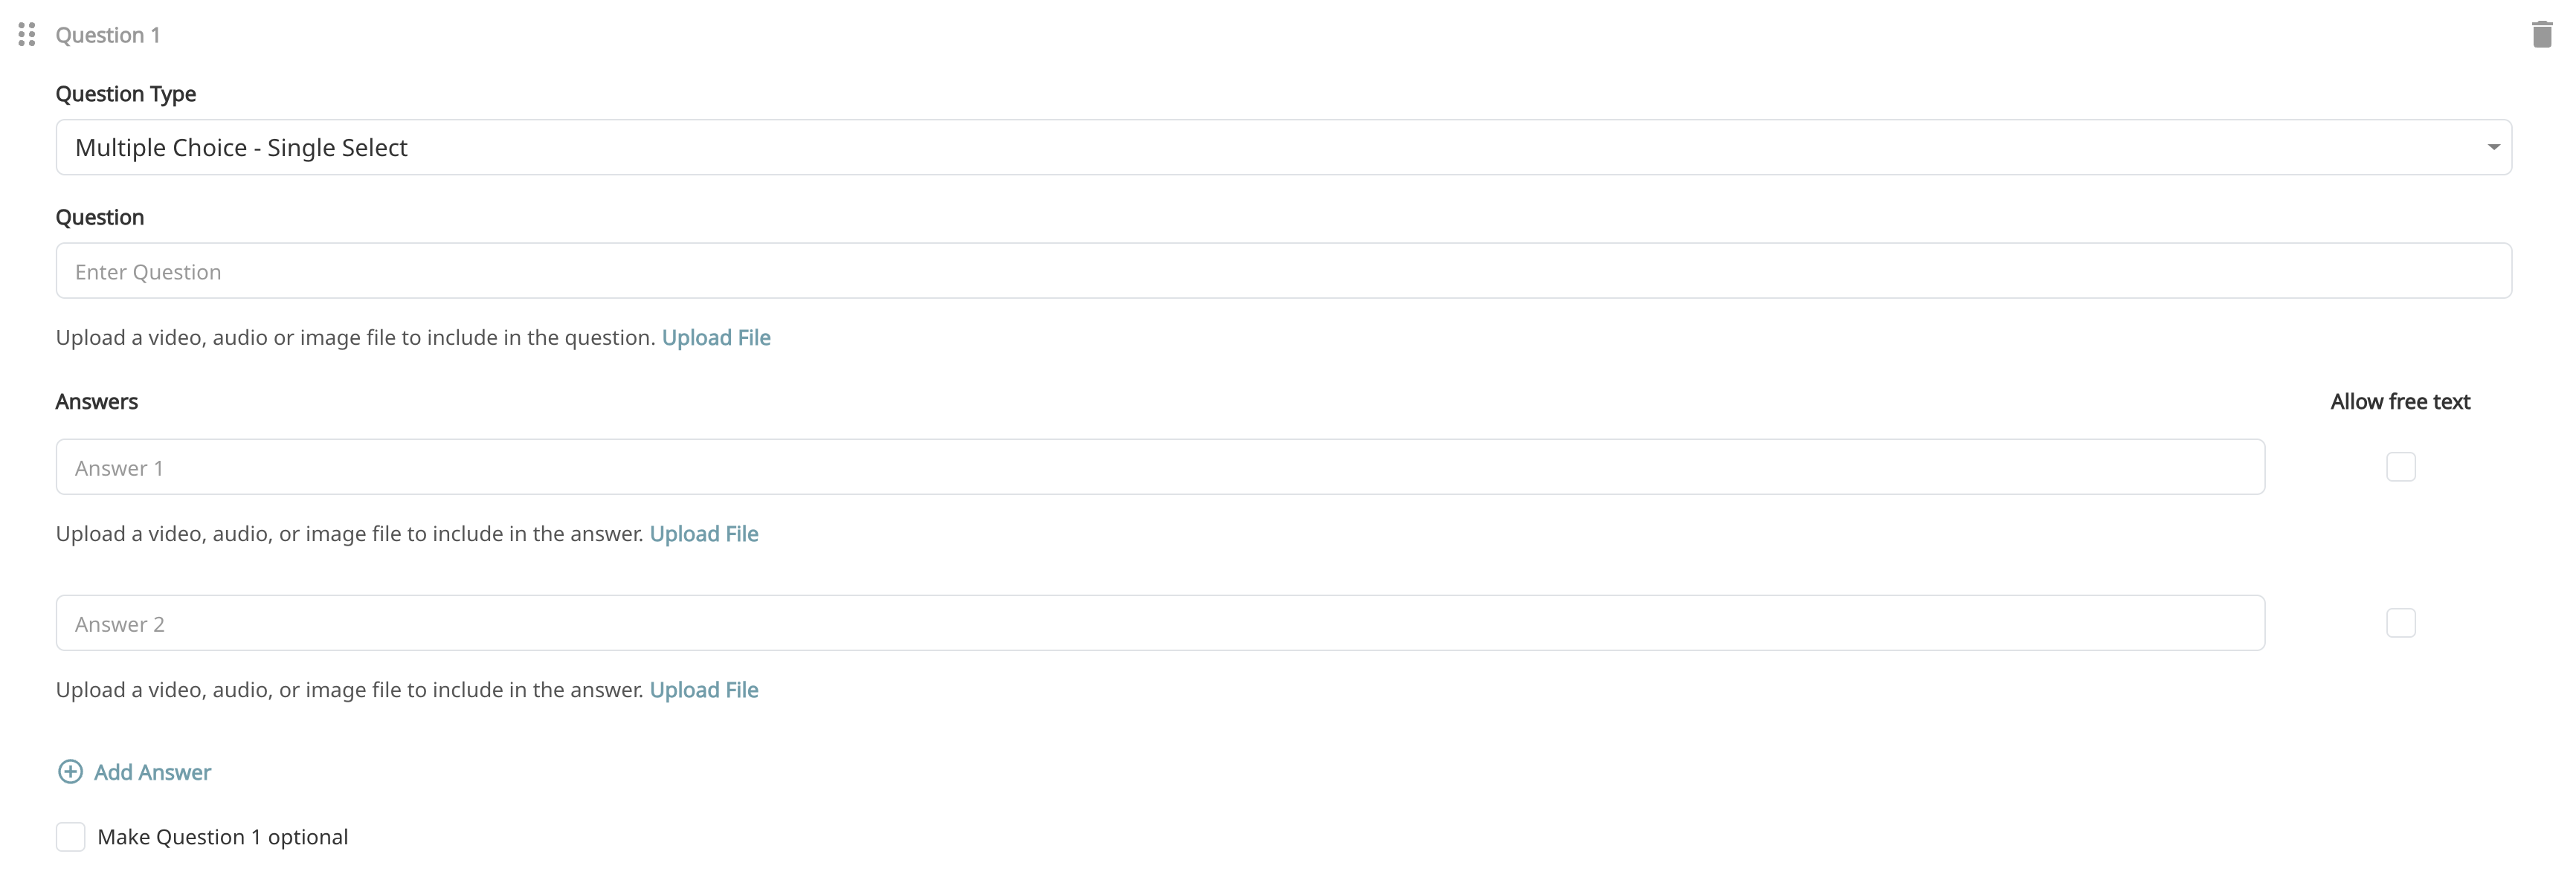 Question 1
Question Type
Multiple Choice - Single Select
Question
Enter Question
Upload a video, audio or image file to include in the question. Upload File
Answers Allow free text
Answer 1
Upload a video, audio, or image file to include in the answer. Upload File
Answer 2
Upload a video, audio, or image file to include in the answer. Upload File
Add Answer
Make Question 1 optional